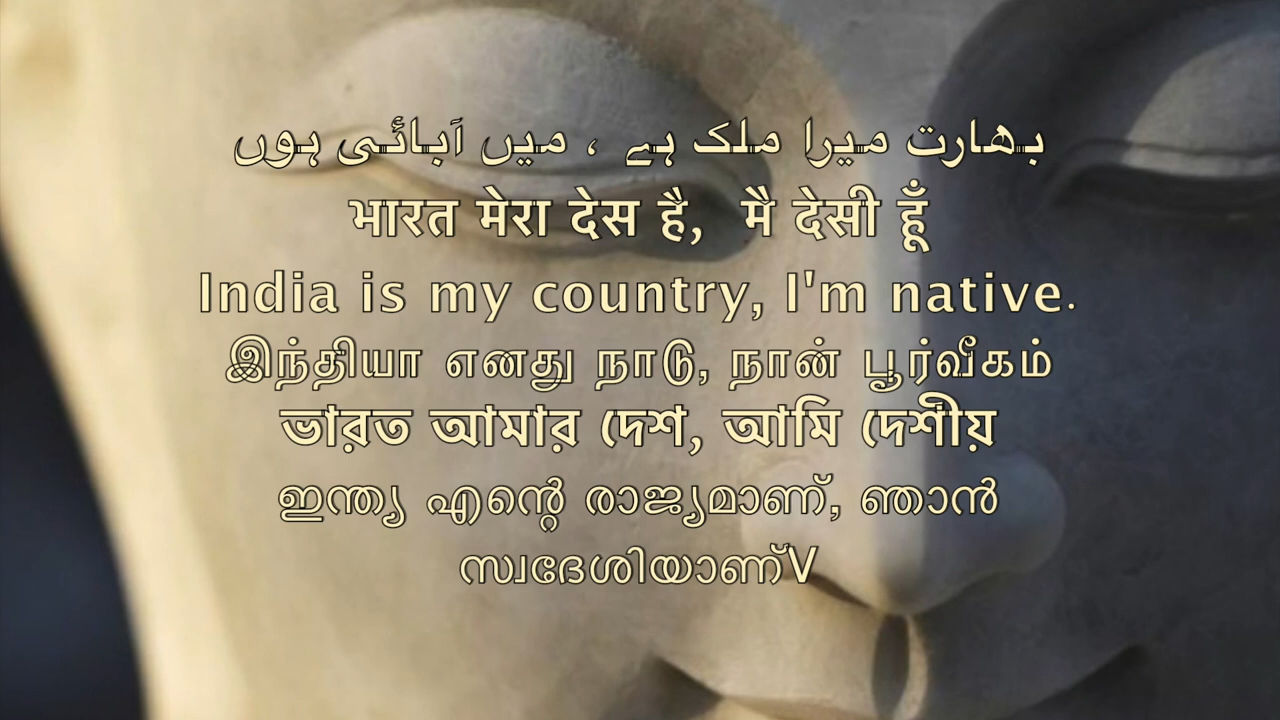 بھارت میرا ملک ہے ، میں آبائی ہوں
भारत मेरा देस है, मै देसी हूँ
India is my country, I'm native.
இந்தியா எனது நாடு, நான் பூர்வீகம்
ভারত আমার দেশ, আমি দেশীয়
ഇന്ത്യ എന്റെ രാജ്യമാണ്, ഞാൻ
സ്വദേശിയാണ്V